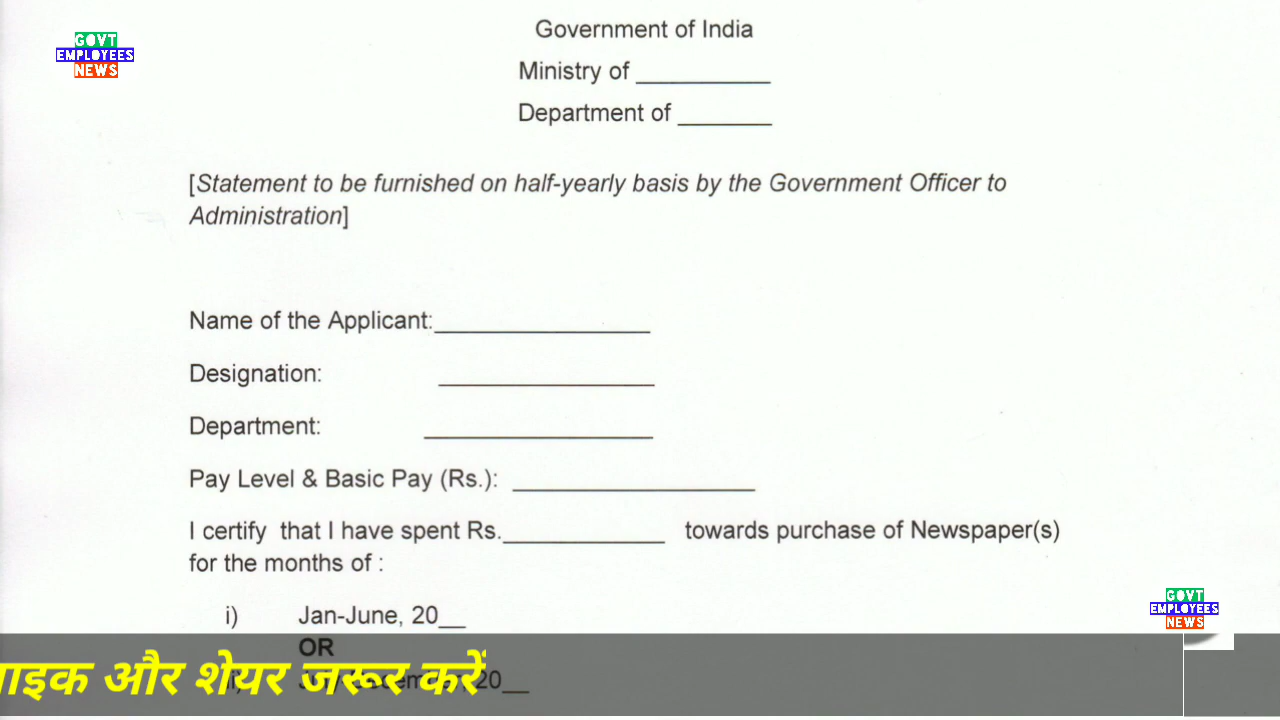 GOVT
EMPLOYEES
NEWS
Government of India
Ministry of __________
Department of _______
[Statement to be furnished on half-yearly basis by the Government Officer to
Administration]
Name of the Applicant:________________
Designation: ________________
Department: _________________
Pay Level & Basic Pay (Rs.): __________________
I certify that I have spent Rs.____________ towards purchase of Newspaper(s)
for the months of :
i) Jan-June, 20__
OR
20__
और शेयर जरूर करें
GOVT
EMPLOYEES
NEWS